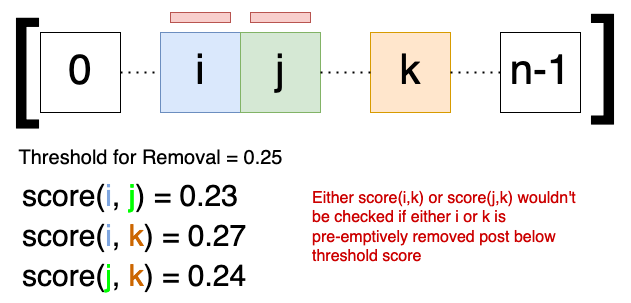 [ 0 i j k n-1 ]
Threshold for Removal = 0.25
score(i, j) = 0.23
score(i, k) = 0.27
score(j, k) = 0.24
Either score(i,k) or score(j,k) wouldn't
be checked if either i or k is
pre-emptively removed post below
threshold score